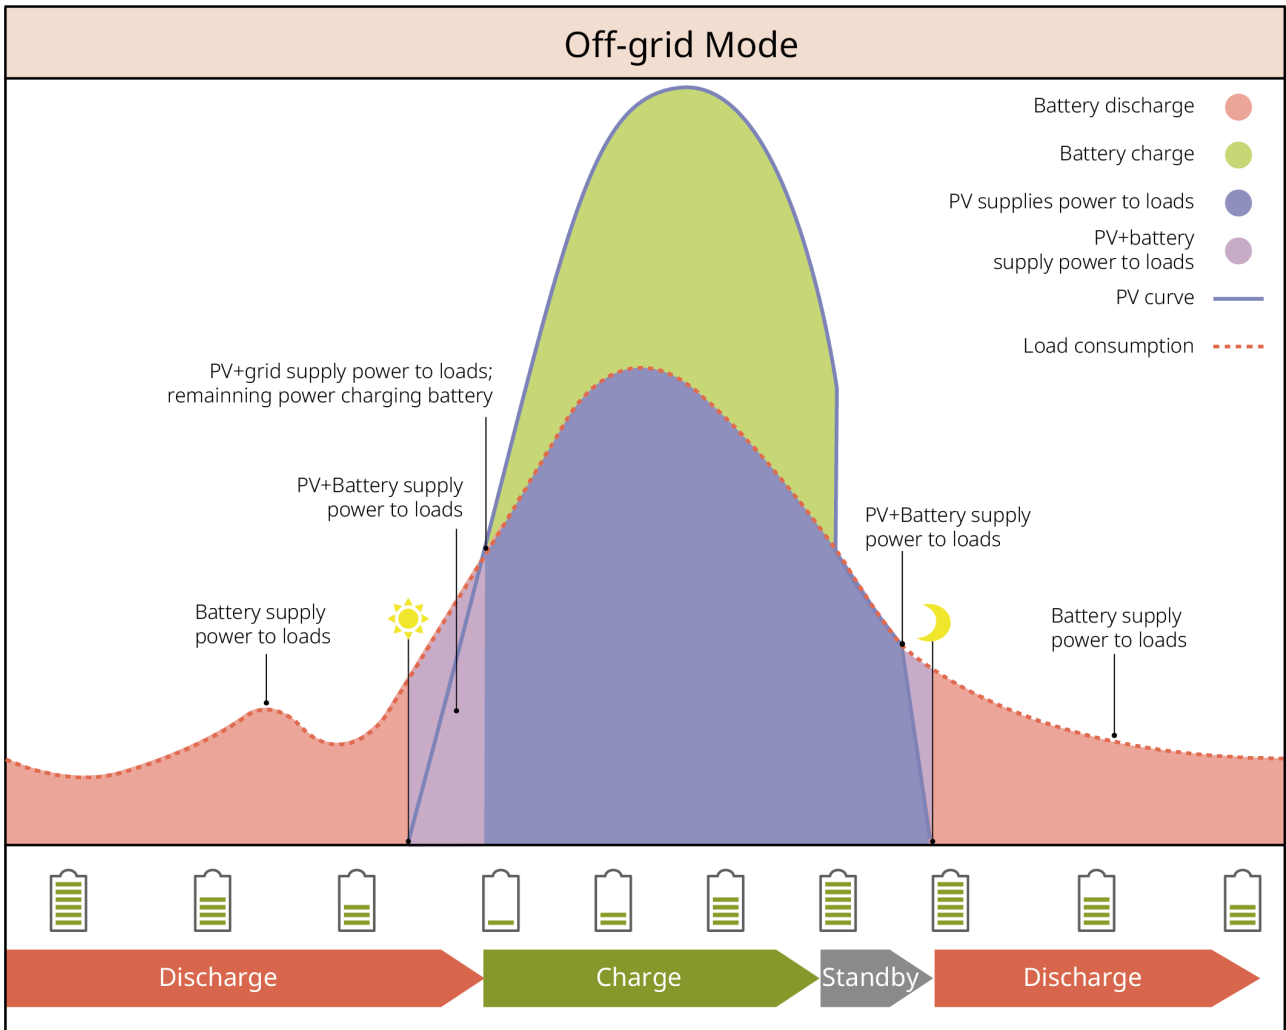 Off-grid Mode
Battery discharge
Battery charge
PV supplies power to loads
PV+battery
supply power to loads
PV curve
Load consumption
PV+grid supply power to loads;
remainning power charging battery
PV+Battery supply
power to loads
Battery supply
power to loads
PV+Battery supply
power to loads
Battery supply
power to loads
Discharge
Charge
Standby
Discharge